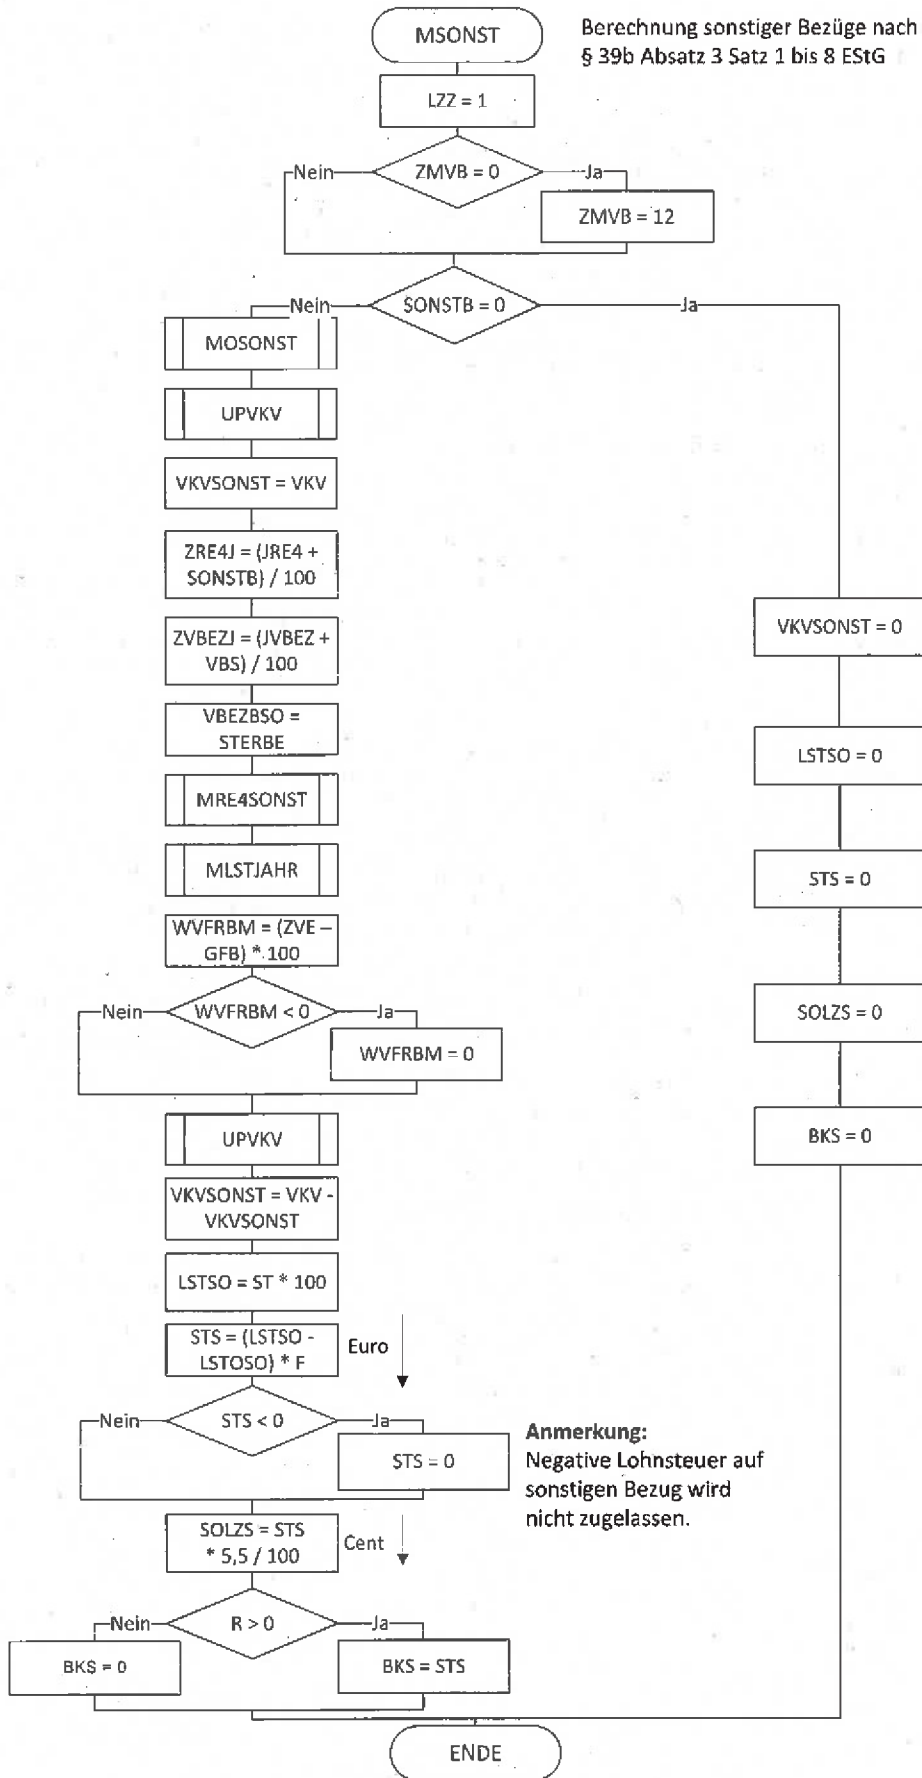 MSONST
Berechnung sonstiger Bezüge nach
§ 39b Absatz 3 Satz 1 bis 8 EStG
LZZ = 1
Nein
ZMVB = 0
Ja
ZMVB = 12
Nein
SONSTB = 0
Ja
MOSONST
UPVKV
VKVSONST = VKV
ZRE4J = (JRE4 +
SONSTB) / 100
ZVBEZJ = (JVBEZ +
VBS) / 100
VBEZBSO =
STERBE
MRE4SONST
MLSTJAHR
WVFRBM = (ZVE –
GFB) * 100
Nein
WVFRBM < 0
Ja
WVFRBM = 0
UPVKV
VKVSONST = VKV -
VKVSONST
LSTSO = ST * 100
STS = (LSTSO -
LSTOSO) * F
Euro
Nein
STS < 0
Ja
STS = 0
Anmerkung:
Negative Lohnsteuer auf
sonstigen Bezug wird
nicht zugelassen.
SOLZS = STS
* 5,5 / 100
Cent
Nein
R > 0
Ja
BKS = 0
BKS = STS
VKVSONST = 0
LSTSO = 0
STS = 0
SOLZS = 0
BKS = 0
ENDE